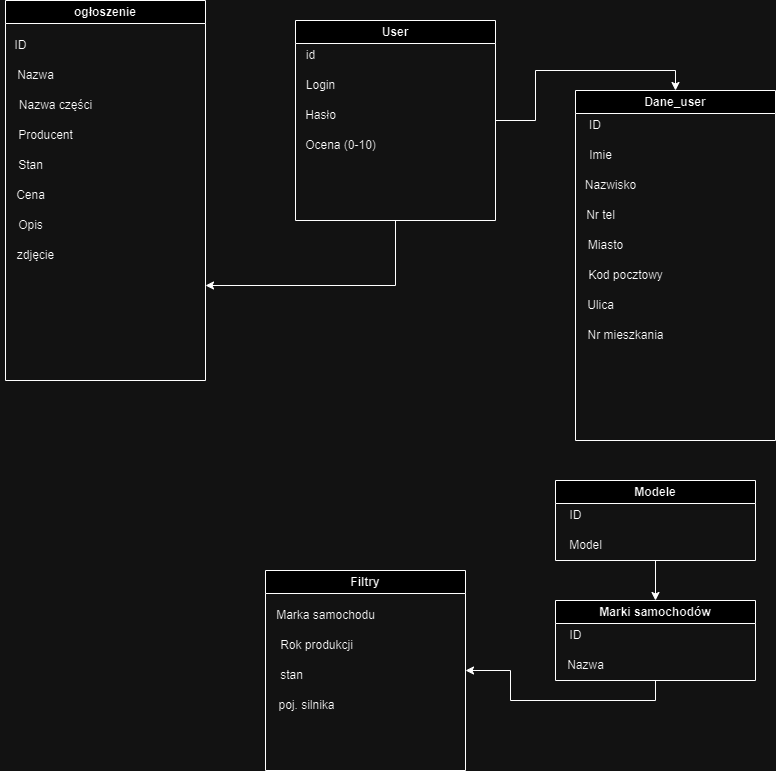 ogłoszenie
ID
Nazwa
Nazwa części
Producent
Stan
Cena
Opis
zdjęcie
User
id
Login
Hasło
Ocena (0-10)
Dane_user
ID
Imie
Nazwisko
Nr tel
Miasto
Kod pocztowy
Ulica
Nr mieszkania
Modele
ID
Model
Marki samochodów
ID
Nazwa
Filtry
Marka samochodu
Rok produkcji
stan
poj. silnika